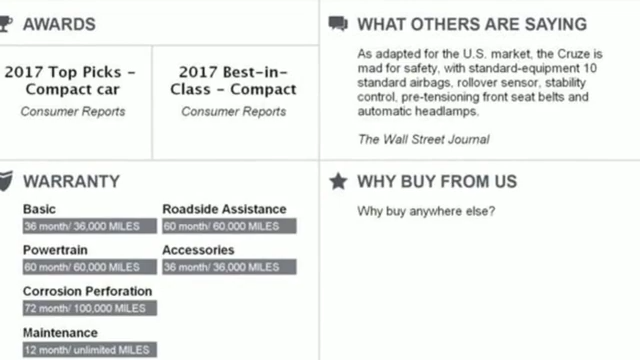 AWARDS
2017 Top Picks –
Compact car
Consumer Reports
2017 Best-in-
Class – Compact
Consumer Reports
WHAT OTHERS ARE SAYING
As adapted for the U.S. market, the Cruze is
mad for safety, with standard-equipment 10
standard airbags, rollover sensor, stability
control, pre-tensioning front seat belts and
automatic headlamps.
The Wall Street Journal
WARRANTY
Basic
36 month/ 36,000 MILES
Roadside Assistance
60 month/ 60,000 MILES
Powertrain
60 month/ 60,000 MILES
Accessories
36 month/ 36,000 MILES
Corrosion Perforation
72 month/ 100,000 MILES
Maintenance
12 month/ unlimited MILES
WHY BUY FROM US
Why buy anywhere else?